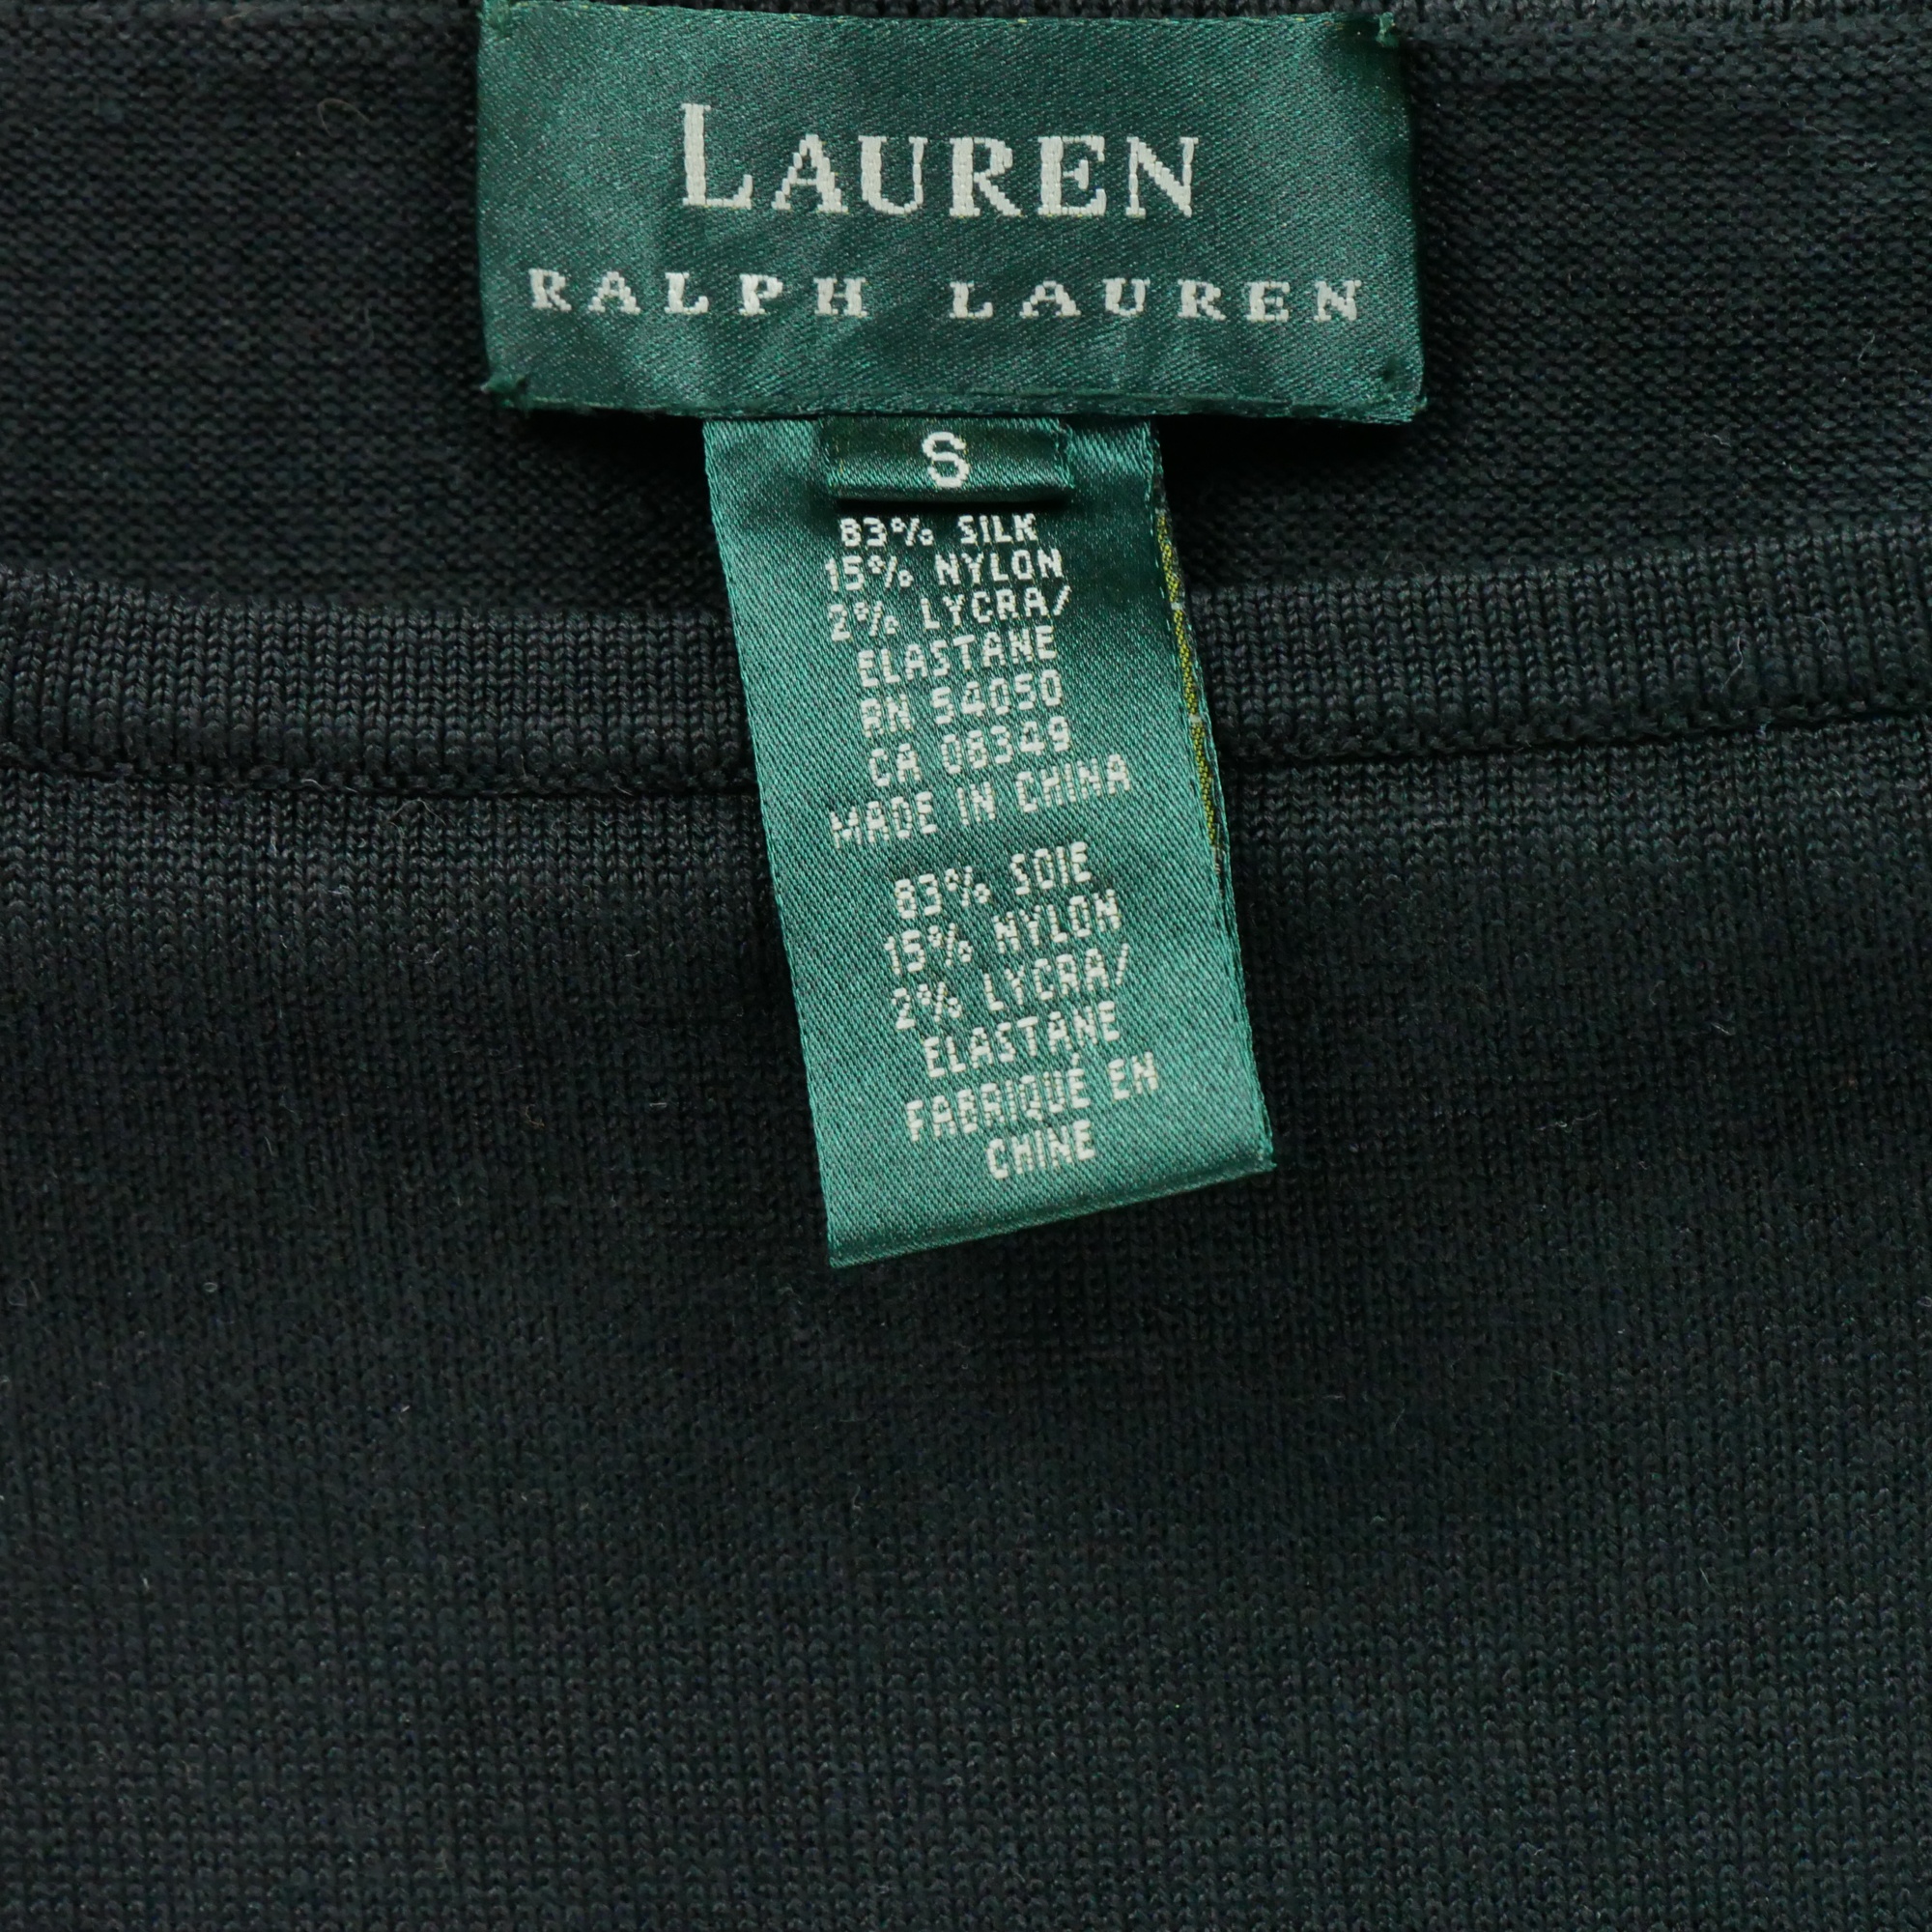 LAUREN
RALPH LAUREN
S
83% SILK
15% NYLON
2% LYCRA/
ELASTANE
RN 54050
CA 08349
MADE IN CHINA
83% SOIE
15% NYLON
2% LYCRA/
ELASTANE
FABRIQUÉ EN
CHINE